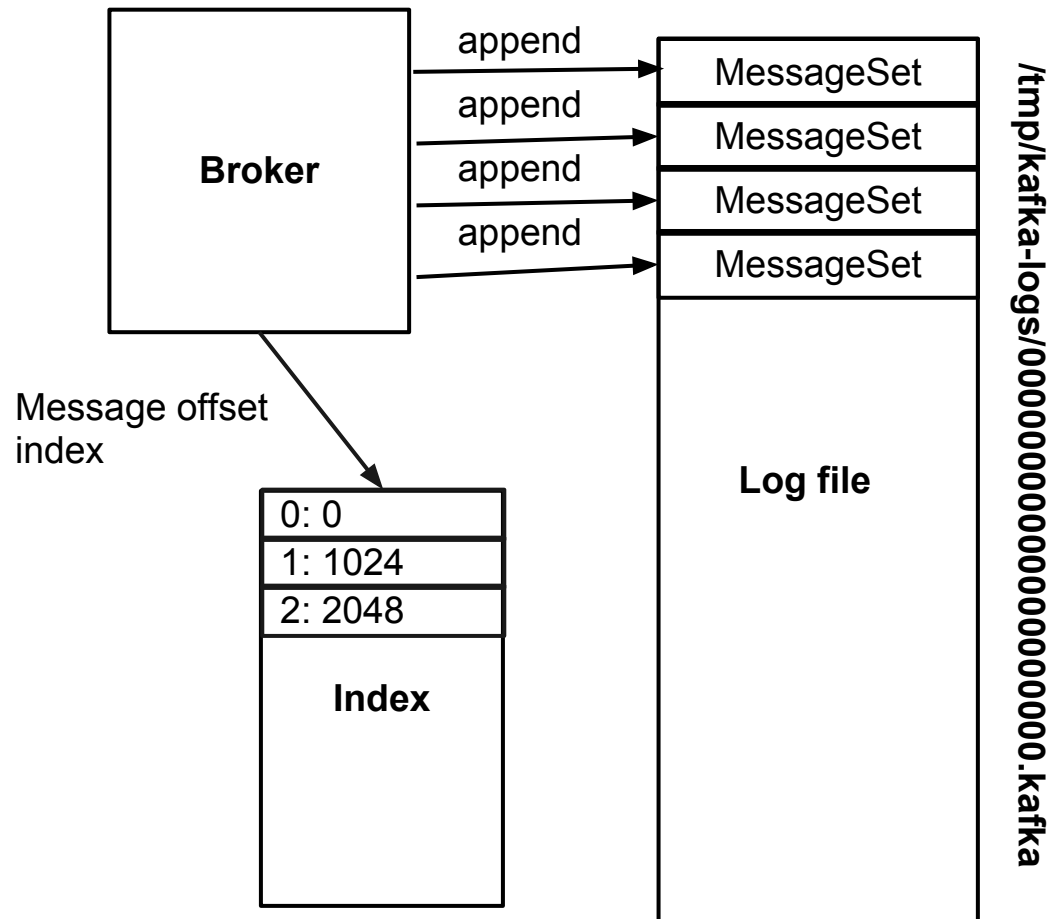 append
MessageSet
append
MessageSet
Broker
append
MessageSet
append
MessageSet
Message offset
index
Log file
0: 0
1: 1024
2: 2048
Index
/tmp/kafka-logs/00000000000000000000.kafka